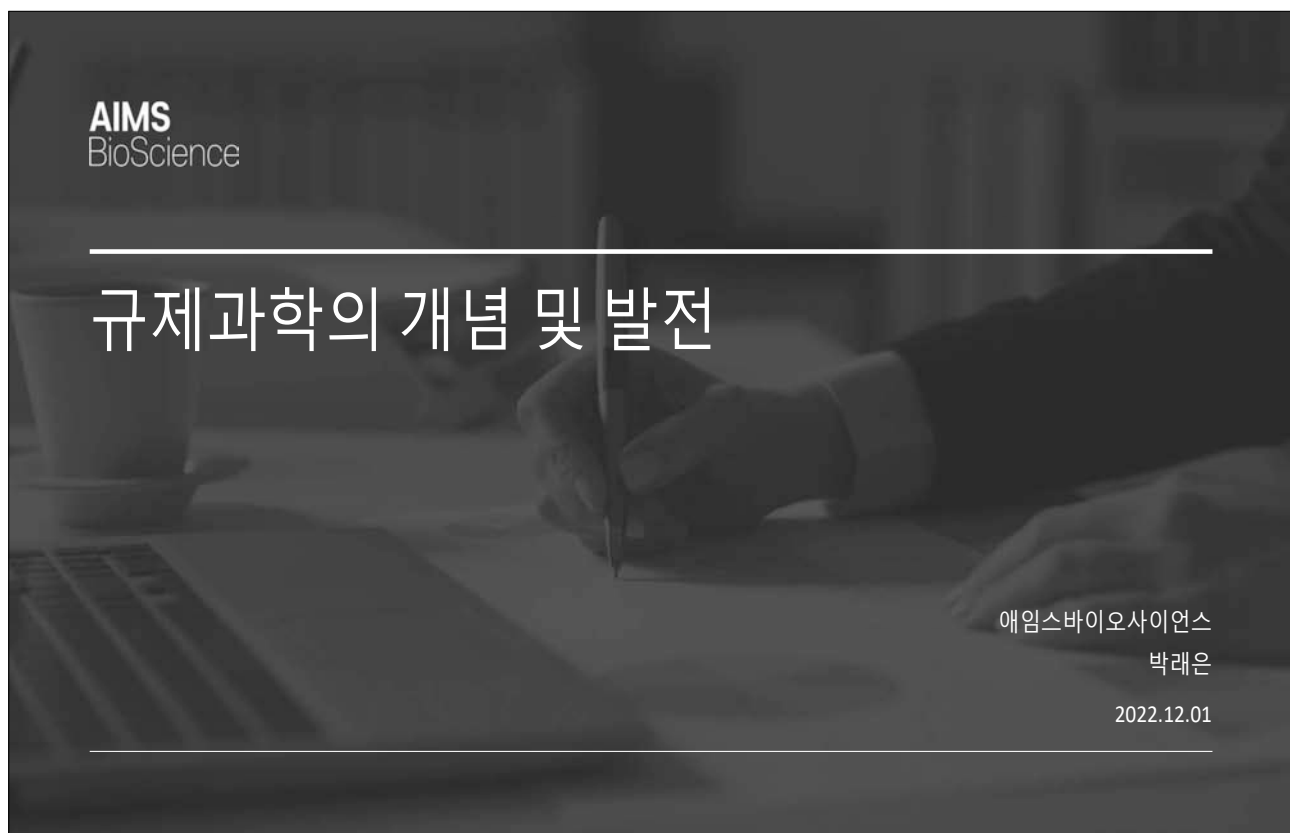 AIMS
BioScience
규제과학의 개념 및 발전
애임스바이오사이언스
박래은
2022.12.01